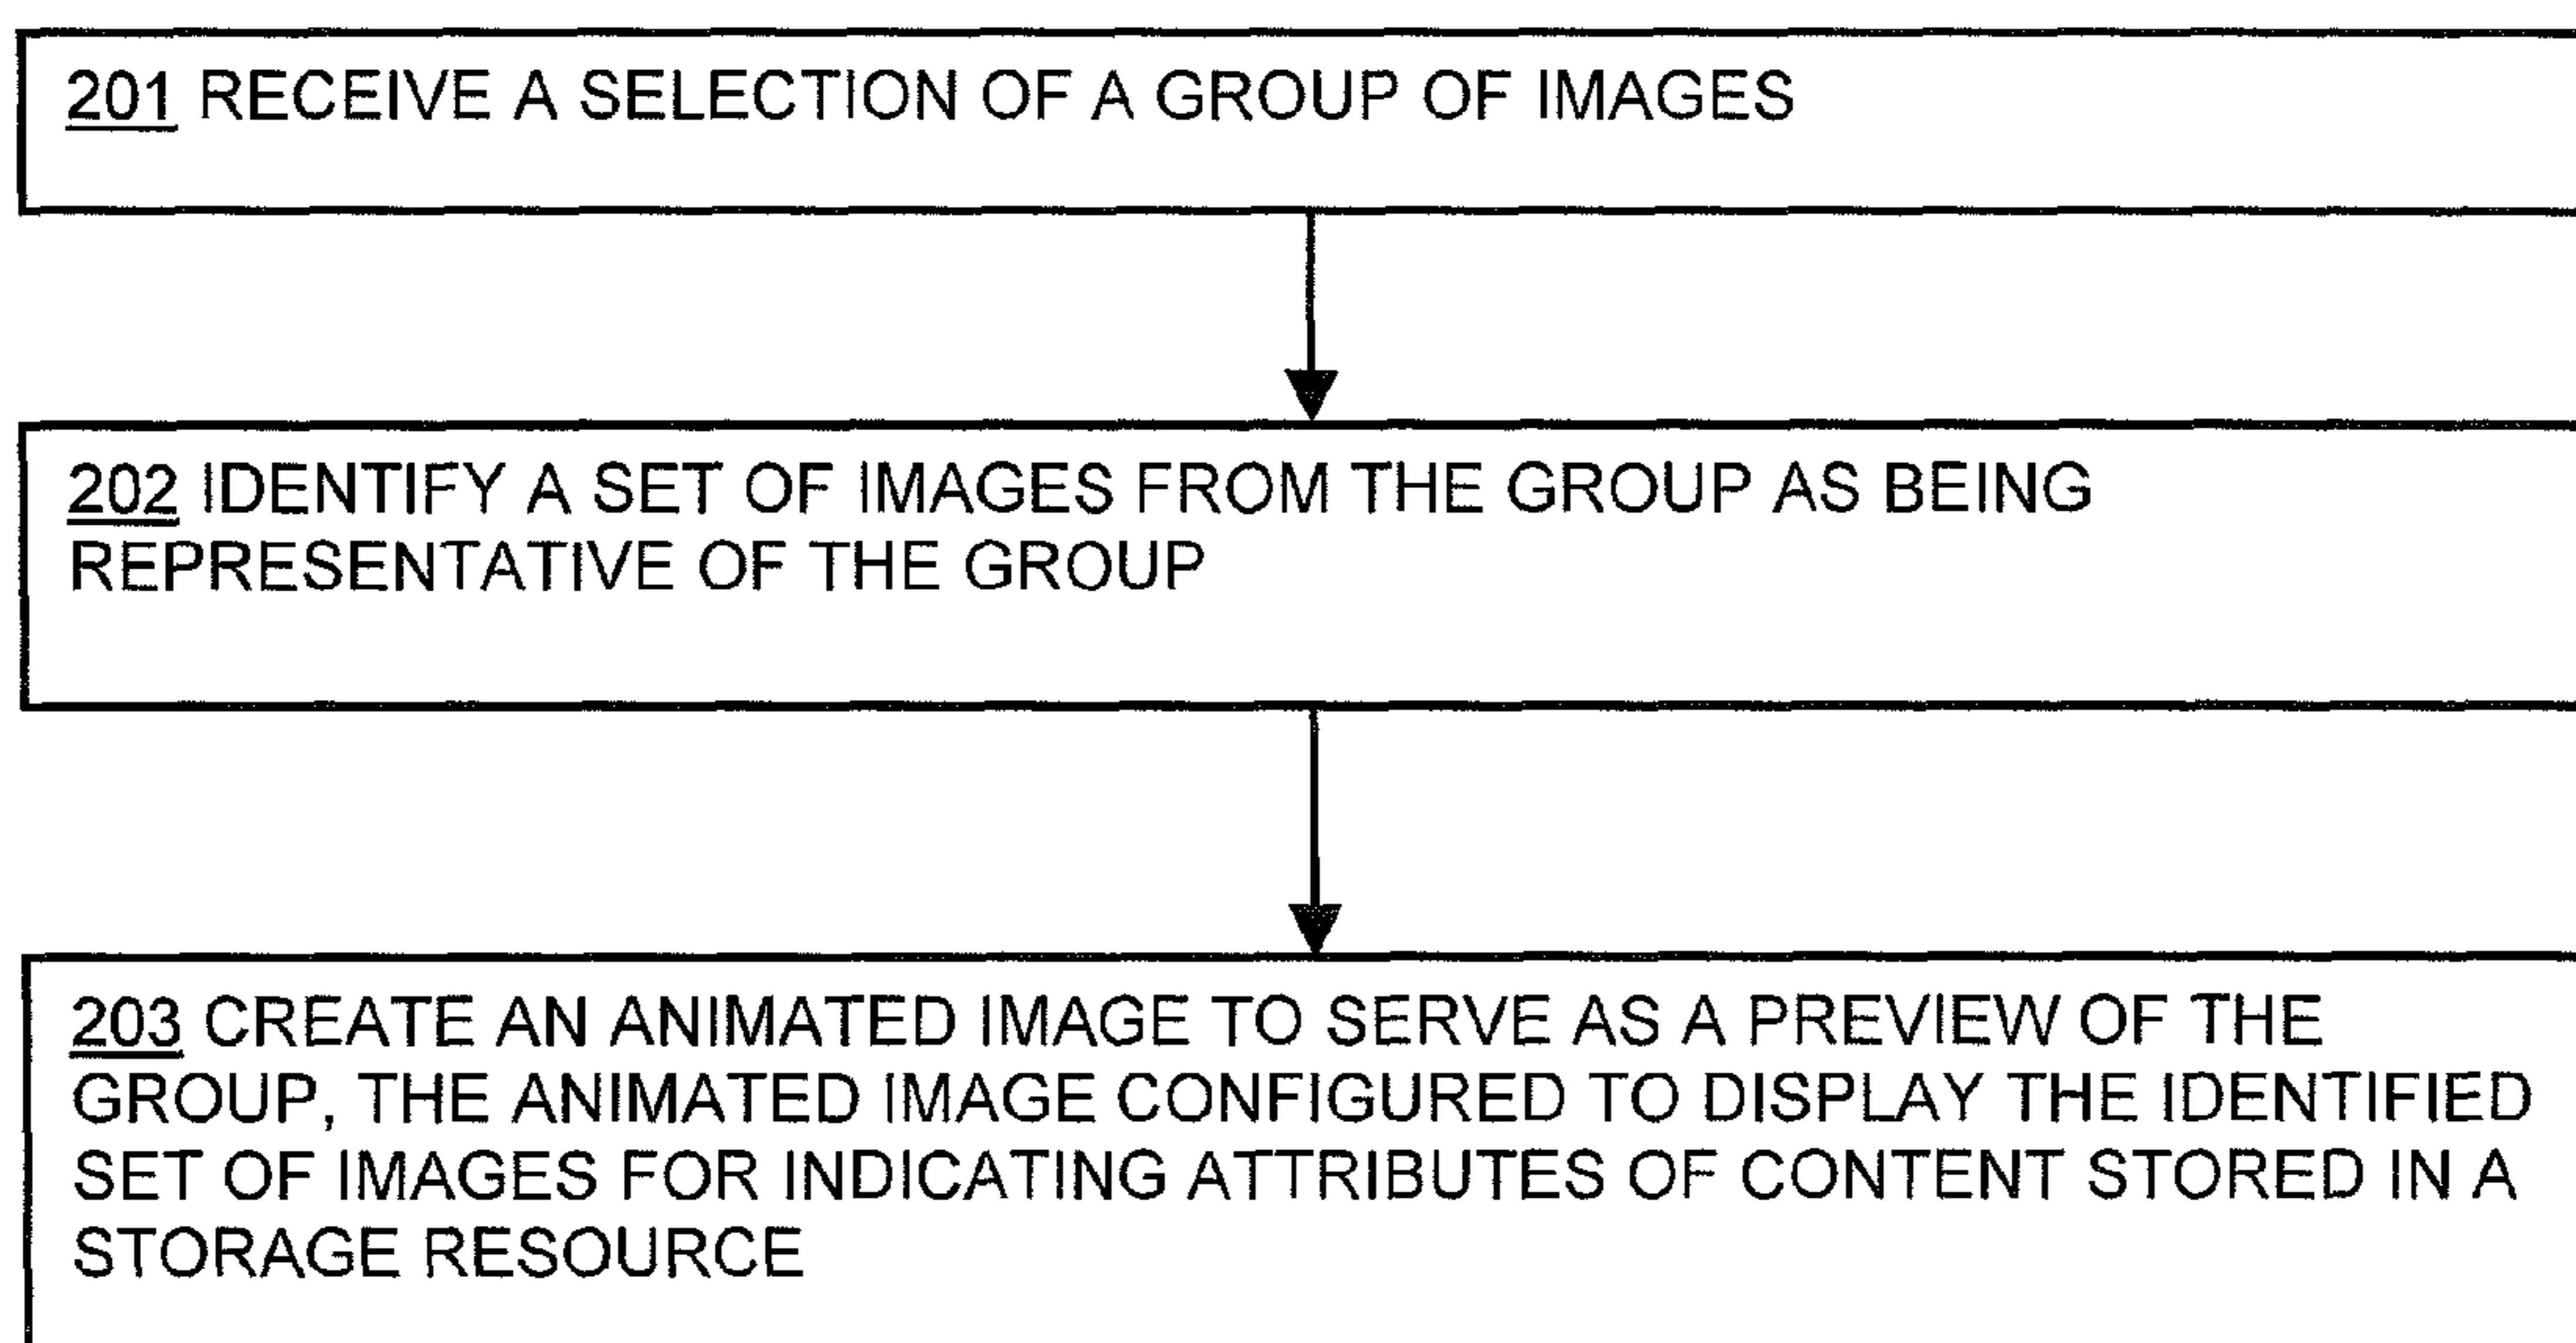 201 RECEIVE A SELECTION OF A GROUP OF IMAGES
202 IDENTIFY A SET OF IMAGES FROM THE GROUP AS BEING
REPRESENTATIVE OF THE GROUP
203 CREATE AN ANIMATED IMAGE TO SERVE AS A PREVIEW OF THE
GROUP, THE ANIMATED IMAGE CONFIGURED TO DISPLAY THE IDENTIFIED
SET OF IMAGES FOR INDICATING ATTRIBUTES OF CONTENT STORED IN A
STORAGE RESOURCE